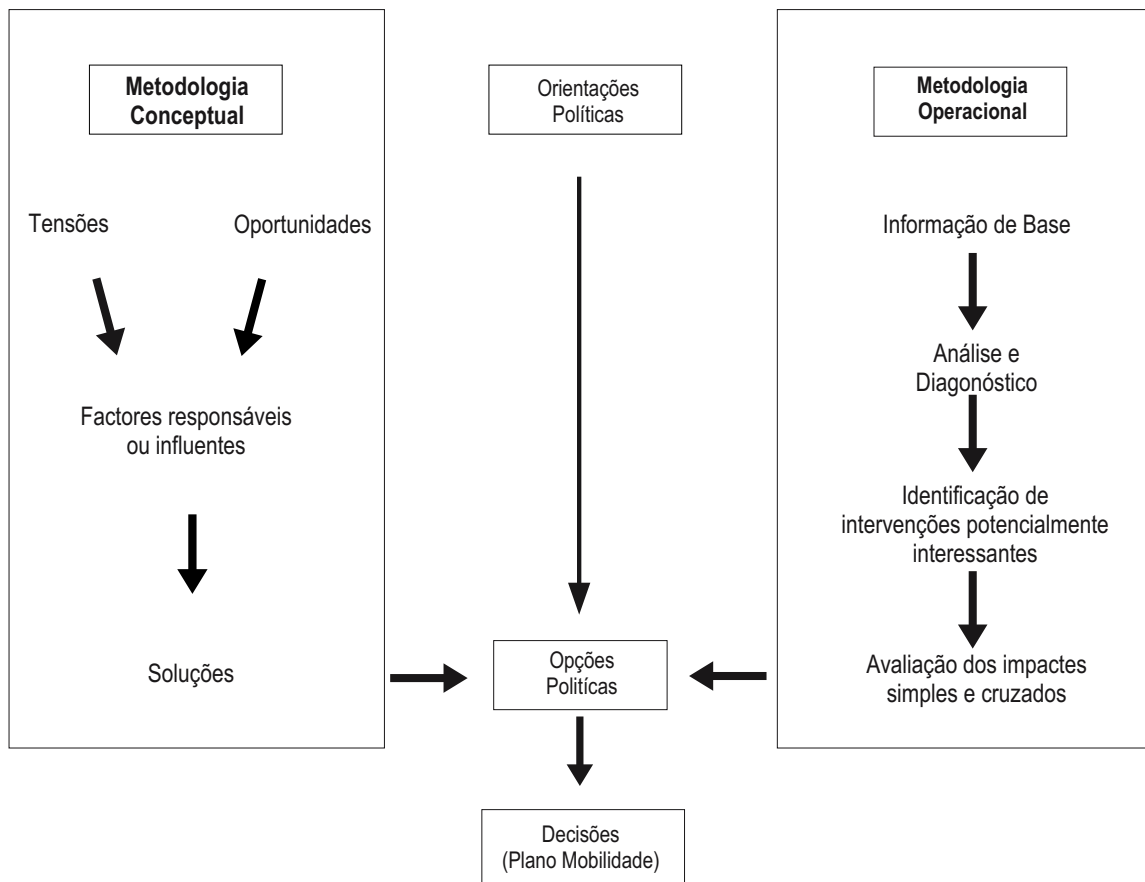 Metodologia
Conceptual
Tensões
Oportunidades
Factores responsáveis
ou influentes
Soluções
Orientações
Políticas
Opções
Politícas
Decisões
(Plano Mobilidade)
Metodologia
Operacional
Informação de Base
Análise e
Diagonóstico
Identificação de
intervenções potencialmente
interessantes
Avaliação dos impactes
simples e cruzados